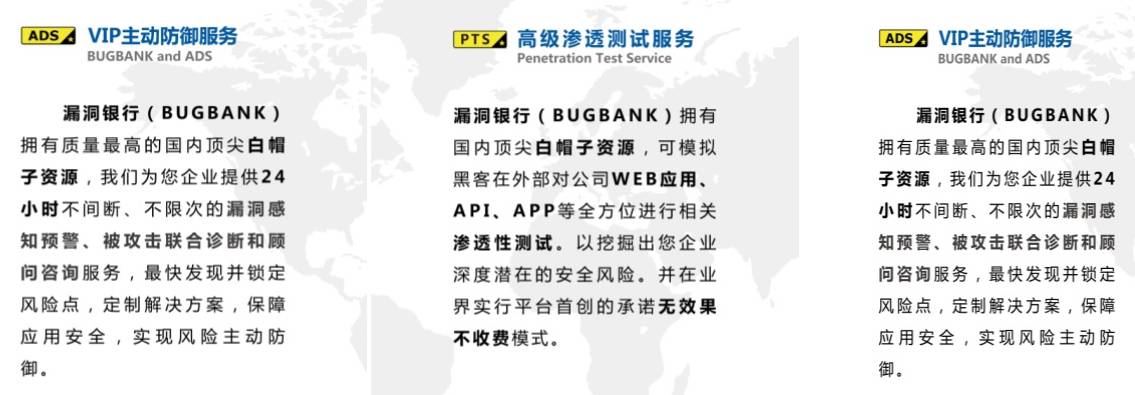 ADS VIP主动防御服务
BUGBANK and ADS
漏洞银行（BUGBANK）
拥有质量最高的国内顶尖白帽
子资源，我们为您企业提供24
小时不间断、不限次的漏洞感
知预警、被攻击联合诊断和顾
问咨询服务，最快发现并锁定
风险点，定制解决方案，保障
应用安全，实现风险主动防
御。
PTS 高级渗透测试服务
Penetration Test Service
漏洞银行（BUGBANK）拥有
国内顶尖白帽子资源，可模拟
黑客在外部对公司WEB应用、
API、APP等全方位进行相关
渗透性测试。以挖掘出您企业
深度潜在的安全风险。并在业
界实行平台首创的承诺无效果
不收费模式。
ADS VIP主动防御服务
BUGBANK and ADS
漏洞银行（BUGBANK）
拥有质量最高的国内顶尖白帽
子资源，我们为您企业提供24
小时不间断、不限次的漏洞感
知预警、被攻击联合诊断和顾
问咨询服务，最快发现并锁定
风险点，定制解决方案，保障
应用安全，实现风险主动防
御。